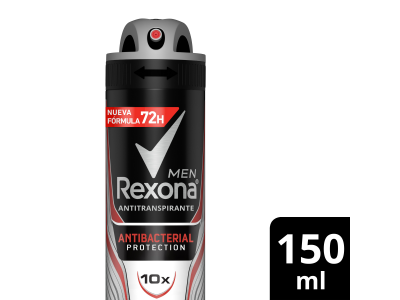 NUEVA
FÓRMULA 72H
MEN
Rexona®
ANTITRANSPIRANTE
ANTIBACTERIAL
PROTECTION
10x
150
ml